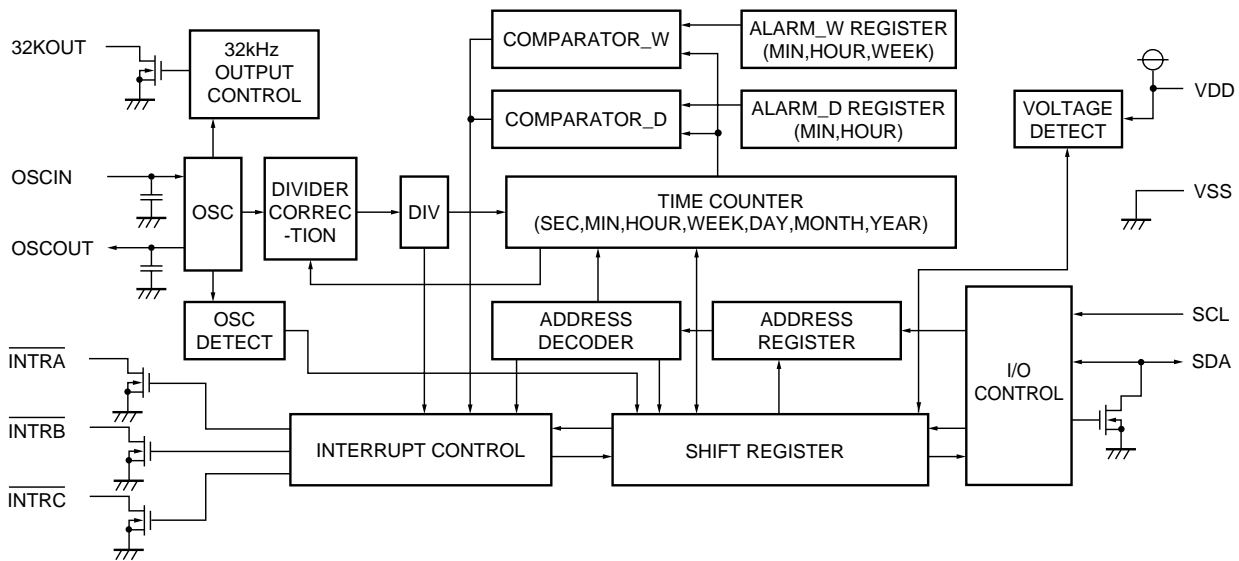 32KOUT
32kHz
OUTPUT
CONTROL
COMPARATOR_W
ALARM_W REGISTER
(MIN,HOUR,WEEK)
COMPARATOR_D
ALARM_D REGISTER
(MIN,HOUR)
VOLTAGE
DETECT
VDD
VSS
OSCIN
OSCOUT
OSC
DIVIDER
CORREC
-TION
DIV
TIME COUNTER
(SEC,MIN,HOUR,WEEK,DAY,MONTH,YEAR)
OSC
DETECT
ADDRESS
DECODER
ADDRESS
REGISTER
I/O
CONTROL
SCL
SDA
INTRA
INTRB
INTRC
INTERRUPT CONTROL
SHIFT REGISTER